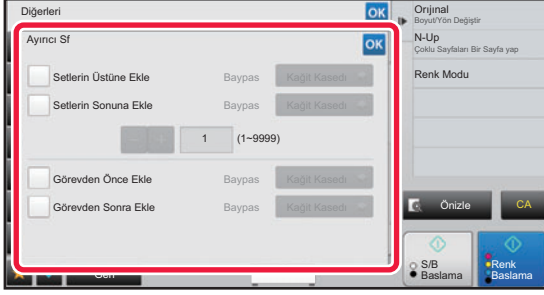 Diğerleri
OK
Ayırıcı Sf
OK
Setlerin Üstüne Ekle
Baypas
Kağıt Kasedi
Setlerin Sonuna Ekle
Baypas
Kağıt Kasedi
1
(1~9999)
Görevden Önce Ekle
Baypas
Kağıt Kasedi
Görevden Sonra Ekle
Baypas
Kağıt Kasedi
Geri
Orijinal
Boyut/Yön Değiştir
N-Up
Çoklu Sayfaları Bir Sayfa yap
Renk Modu
Önizle
CA
S/B
Başlama
Renk
Başlama